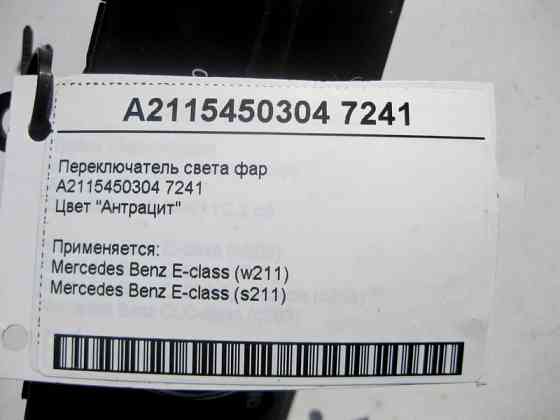 A2115450304 7241
Переключатель света фар
A2115450304 7241
Цвет "Антрацит"
Применяется:
Mercedes Benz E-class (w211)
Mercedes Benz E-class (s211)